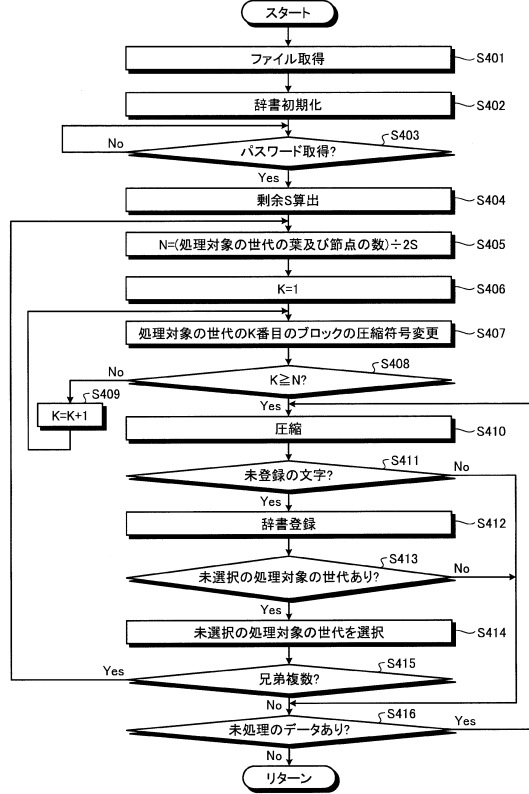 スタート
ファイル取得
S401
辞書初期化
S402
S403
パスワード取得?
No
Yes
剰余S算出
S404
N=(処理対象の世代の葉及び節点の数)÷2S
S405
K=1
S406
処理対象の世代のK番目のブロックの圧縮符号変更
S407
S408
K≧N?
No
Yes
S409
K=K+1
圧縮
S410
S411
未登録の文字?
No
Yes
辞書登録
S412
S413
未選択の処理対象の世代あり?
No
Yes
未選択の処理対象の世代を選択
S414
S415
兄弟複数?
Yes
No
S416
未処理のデータあり?
Yes
No
リターン